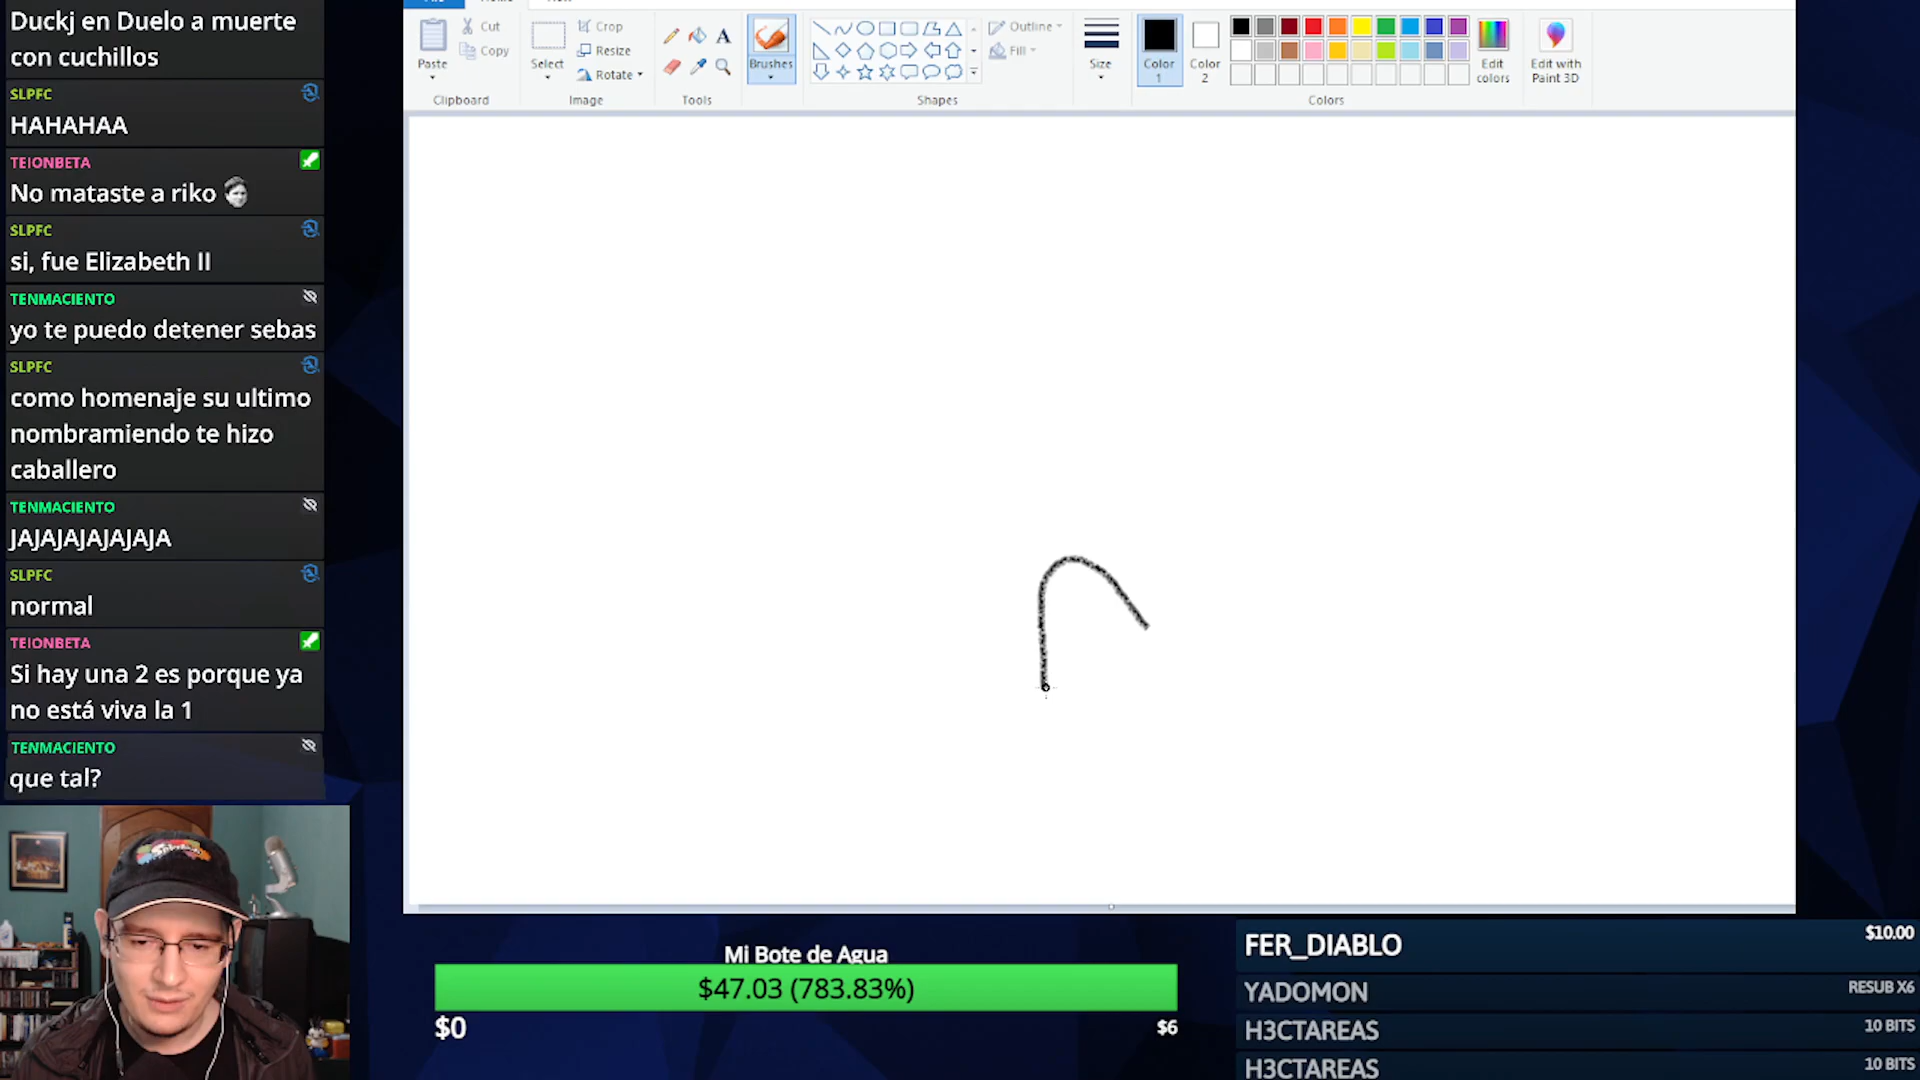 Duckj en Duelo a muerte
con cuchillos
SLPFC
HAHAHAA
TEIONBETA
No mataste a riko
SLPFC
si, fue Elizabeth II
TENMACIENTO
yo te puedo detener sebas
SLPFC
como homenaje su ultimo
nombramiendo te hizo
caballero
TENMACIENTO
JAJAJAJAJAJAJA
SLPFC
normal
TEIONBETA
Si hay una 2 es porque ya
no está viva la 1
TENMACIENTO
que tal?
Paste
Cut
Copy
Clipboard
Select
Crop
Resize
Rotate
Image
Tools
Brushes
Shapes
Outline
Fill
Size
Color
1
Color
2
Colors
Edit
colors
Edit with
Paint 3D
Mi Bote de Agua
$47.03 (783.83%)
$0
$6
FER_DIABLO
$10.00
YADOMON
RESUB X6
H3CTAREAS
10 BITS
H3CTAREAS
10 BITS